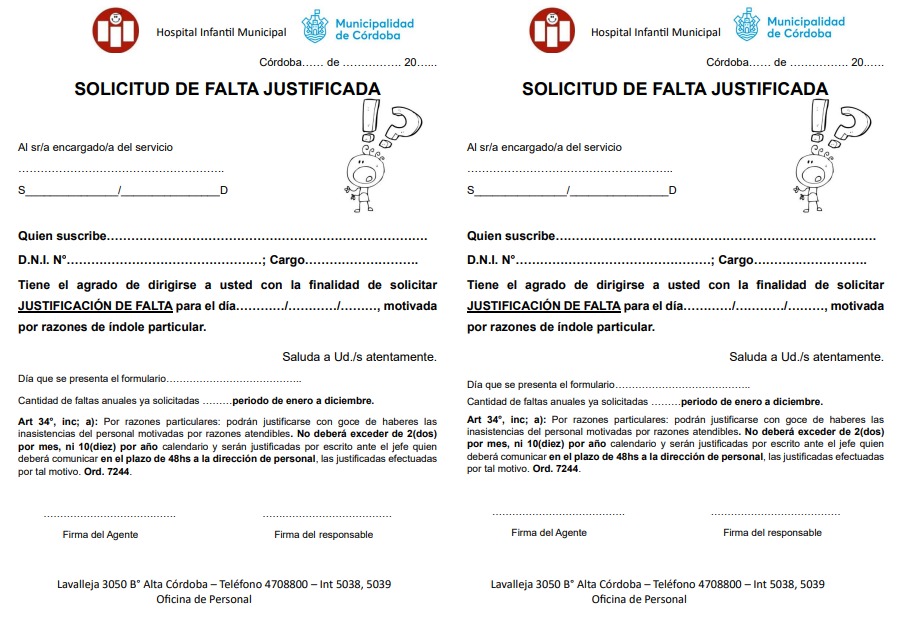 Hospital Infantil Municipal
Municipalidad
de Córdoba
Córdoba…… de ……………. 20……
SOLICITUD DE FALTA JUSTIFICADA
!?
Al sr/a encargado/a del servicio
……………………………………………….
S_______________/________________D
Quien suscribe……………………………………………………………………….
D.N.I. N°…………………………………………; Cargo……………………….
Tiene el agrado de dirigirse a usted con la finalidad de solicitar
JUSTIFICACIÓN DE FALTA para el día…………/…………/………, motivada
por razones de índole particular.
Saluda a Ud./s atentamente.
Día que se presenta el formulario…………………………………..
Cantidad de faltas anuales ya solicitadas ………periodo de enero a diciembre.
Art 34°, inc; a): Por razones particulares: podrán justificarse con goce de haberes las
inasistencias del personal motivadas por razones atendibles. No deberá exceder de 2(dos)
por mes, ni 10(diez) por año calendario y serán justificadas por escrito ante el jefe quien
deberá comunicar en el plazo de 48hs a la dirección de personal, las justificadas efectuadas
por tal motivo. Ord. 7244.
…………………………………. …………………………………
Firma del Agente Firma del responsable
Lavalleja 3050 B° Alta Córdoba – Teléfono 4708800 – Int 5038, 5039
Oficina de Personal
Hospital Infantil Municipal
Municipalidad
de Córdoba
Córdoba…… de ……………. 20……
SOLICITUD DE FALTA JUSTIFICADA
!?
Al sr/a encargado/a del servicio
……………………………………………….
S_______________/________________D
Quien suscribe……………………………………………………………………….
D.N.I. N°…………………………………………; Cargo……………………….
Tiene el agrado de dirigirse a usted con la finalidad de solicitar
JUSTIFICACIÓN DE FALTA para el día…………/…………/………, motivada
por razones de índole particular.
Saluda a Ud./s atentamente.
Día que se presenta el formulario…………………………………..
Cantidad de faltas anuales ya solicitadas ………periodo de enero a diciembre.
Art 34°, inc; a): Por razones particulares: podrán justificarse con goce de haberes las
inasistencias del personal motivadas por razones atendibles. No deberá exceder de 2(dos)
por mes, ni 10(diez) por año calendario y serán justificadas por escrito ante el jefe quien
deberá comunicar en el plazo de 48hs a la dirección de personal, las justificadas efectuadas
por tal motivo. Ord. 7244.
…………………………………. …………………………………
Firma del Agente Firma del responsable
Lavalleja 3050 B° Alta Córdoba – Teléfono 4708800 – Int 5038, 5039
Oficina de Personal